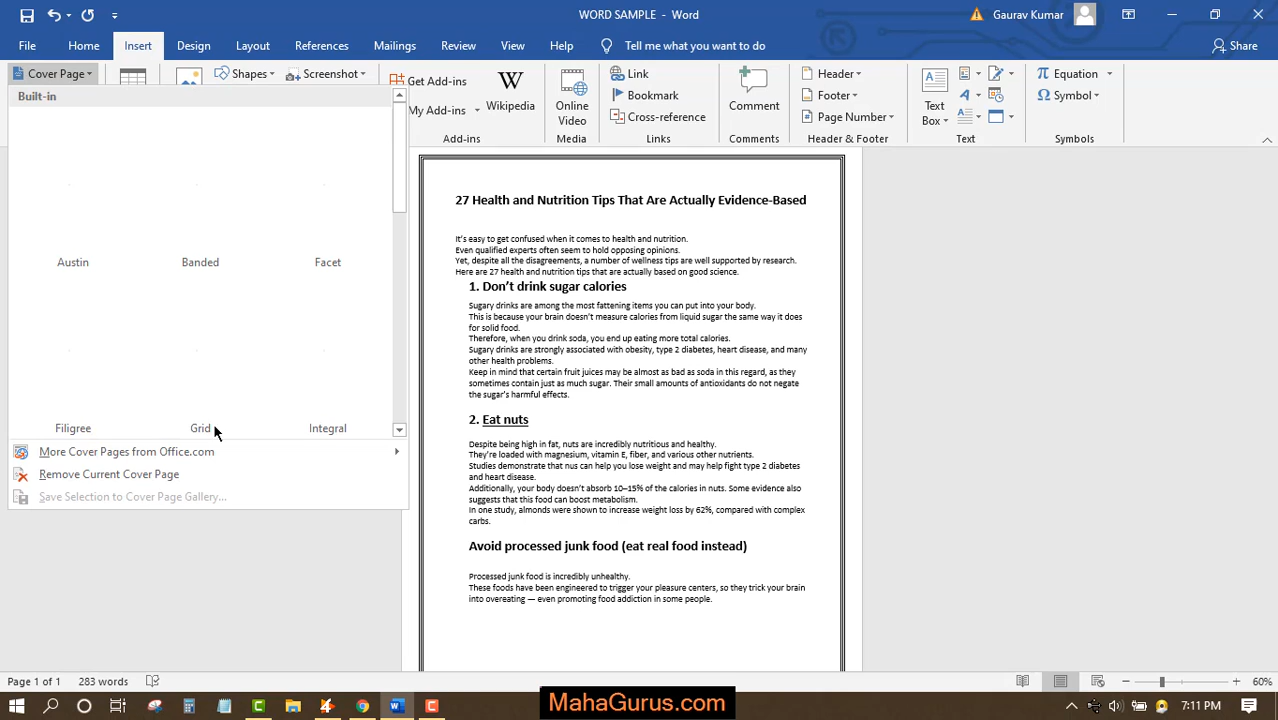 WORD SAMPLE - Word
Gaurav Kumar
File Home Insert Design Layout References Mailings Review View Help Tell me what you want to do Share
Cover Page
Shapes
Screenshot
Get Add-ins
My Add-ins
Wikipedia
Add-ins
Online Video
Media
Link
Bookmark
Cross-reference
Links
Comment
Comments
Header
Footer
Page Number
Header & Footer
Text Box
Text
Equation
Symbol
Symbols
Built-in
Austin Banded Facet
Filigree Grid Integral
More Cover Pages from Office.com
Remove Current Cover Page
Save Selection to Cover Page Gallery...
27 Health and Nutrition Tips That Are Actually Evidence-Based
It's easy to get confused when it comes to health and nutrition.
Even qualified experts often seem to hold opposing opinions.
Yet, despite all the disagreements, a number of wellness tips are well supported by research.
Here are 27 health and nutrition tips that are actually based on good science.
1. Don't drink sugar calories
Sugary drinks are among the most fattening items you can put into your body.
This is because your brain doesn't measure calories from liquid sugar the same way it does
for solid food.
Therefore, when you drink soda, you end up eating more total calories.
Sugary drinks are strongly associated with obesity, type 2 diabetes, heart disease, and many
other health problems.
Keep in mind that certain fruit juices may be almost as bad as soda in this regard, as they
sometimes contain just as much sugar. Their small amounts of antioxidants do not negate
the sugar's harmful effects.
2. Eat nuts
Despite being high in fat, nuts are incredibly nutritious and healthy.
They're loaded with magnesium, vitamin E, fiber, and various other nutrients.
Studies demonstrate that nus can help you lose weight and may help fight type 2 diabetes
and heart disease.
Additionally, your body doesn't absorb 10–15% of the calories in nuts. Some evidence also
suggests that this food can boost metabolism.
In one study, almonds were shown to increase weight loss by 62%, compared with complex
carbs.
Avoid processed junk food (eat real food instead)
Processed junk food is incredibly unhealthy.
These foods have been engineered to trigger your pleasure centers, so they trick your brain
into overeating — even promoting food addiction in some people.
Page 1 of 1 283 words 60%
MahaGurus.com
7:11 PM